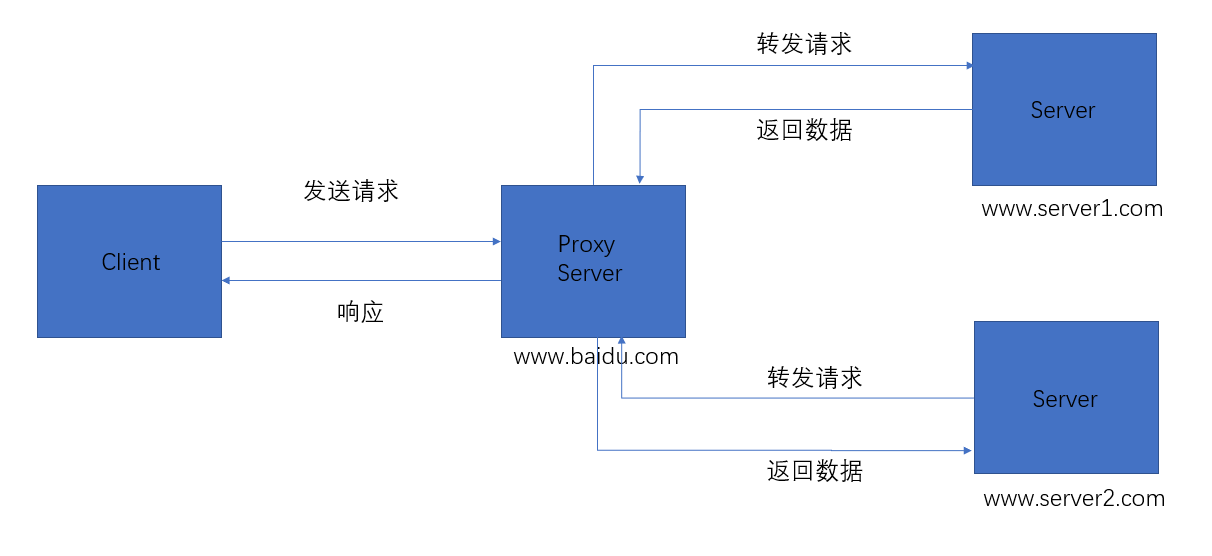 转发请求
Server
返回数据
www.server1.com
发送请求
Client
Proxy
Server
响应
www.baidu.com
转发请求
Server
返回数据
www.server2.com